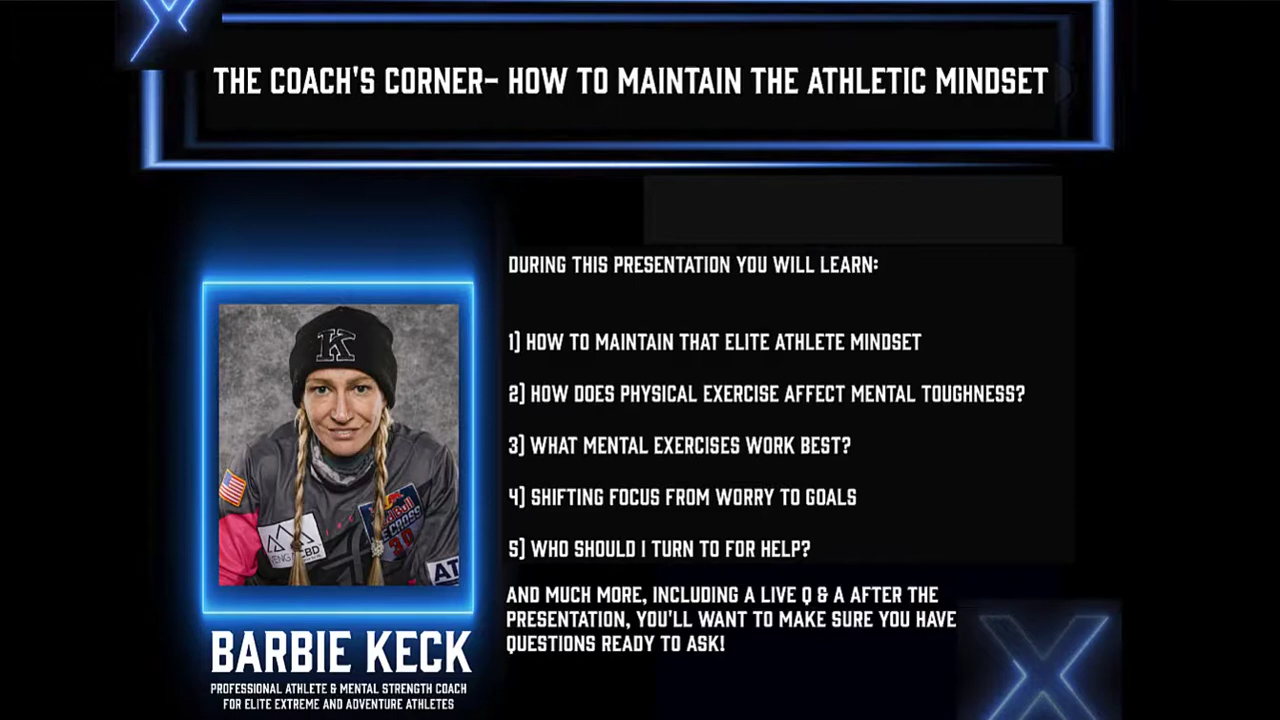 THE COACH'S CORNER- HOW TO MAINTAIN THE ATHLETIC MINDSET
DURING THIS PRESENTATION YOU WILL LEARN:
1) HOW TO MAINTAIN THAT ELITE ATHLETE MINDSET
2) HOW DOES PHYSICAL EXERCISE AFFECT MENTAL TOUGHNESS?
3) WHAT MENTAL EXERCISES WORK BEST?
4) SHIFTING FOCUS FROM WORRY TO GOALS
5) WHO SHOULD I TURN TO FOR HELP?
AND MUCH MORE, INCLUDING A LIVE Q & A AFTER THE
PRESENTATION, YOU'LL WANT TO MAKE SURE YOU HAVE
QUESTIONS READY TO ASK!
K
30
BARBIE KECK
PROFESSIONAL ATHLETE & MENTAL STRENGTH COACH
FOR ELITE EXTREME AND ADVENTURE ATHLETES
X
X